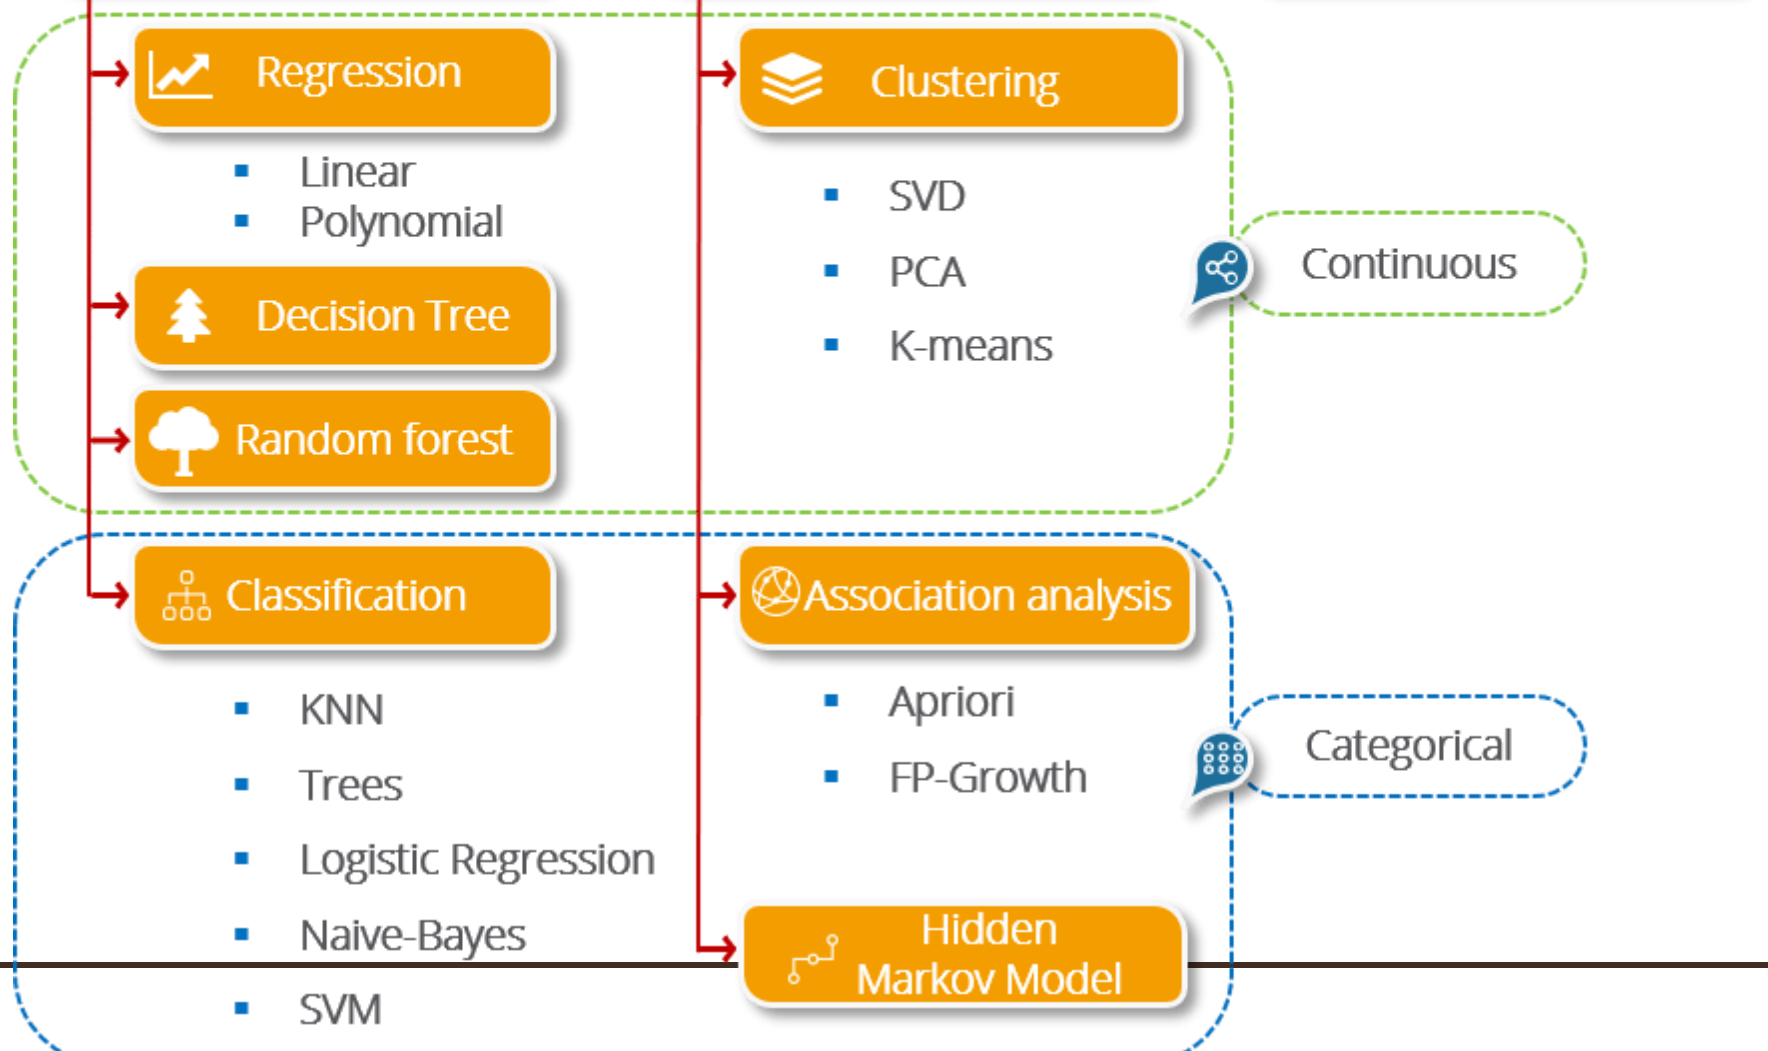 Regression
Linear
Polynomial
Decision Tree
Random forest
Clustering
SVD
PCA
K-means
Continuous
Classification
KNN
Trees
Logistic Regression
Naive-Bayes
SVM
Association analysis
Apriori
FP-Growth
Hidden
Markov Model
Categorical